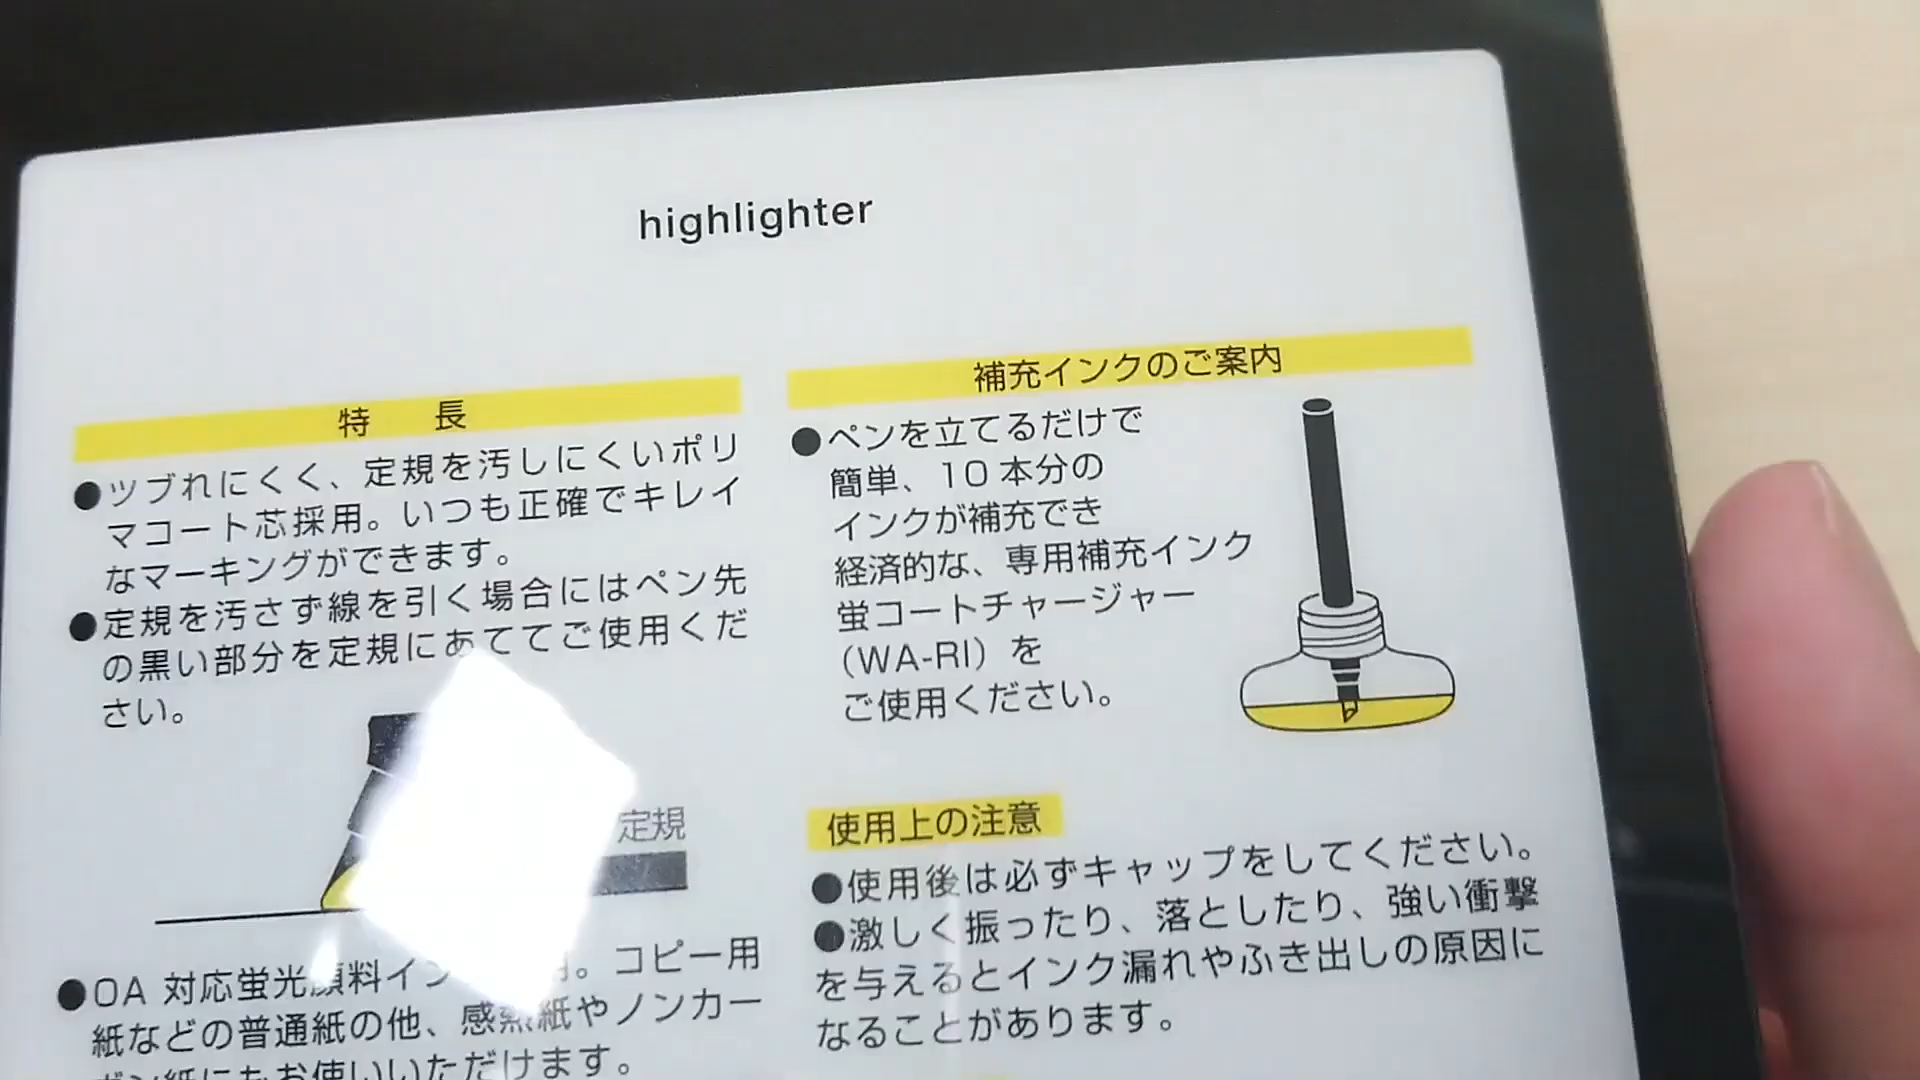 highlighter
特 長
●ツブれにくく、定規を汚しにくいポリ
マコート芯採用。いつも正確でキレイ
なマーキングができます。
●定規を汚さず線を引く場合にはペン先
の黒い部分を定規にあててご使用くだ
さい。
定規
●OA 対応蛍光顔料イン 用。コピー用
紙などの普通紙の他、感熱紙やノンカー
ボン紙にもお使いいただけます。
補充インクのご案内
●ペンを立てるだけで
簡単、10 本分の
インクが補充でき
経済的な、専用補充インク
蛍コートチャージャー
(WA-RI) を
ご使用ください。
使用上の注意
●使用後は必ずキャップをしてください。
●激しく振ったり、落としたり、強い衝撃
を与えるとインク漏れやふき出しの原因に
なることがあります。